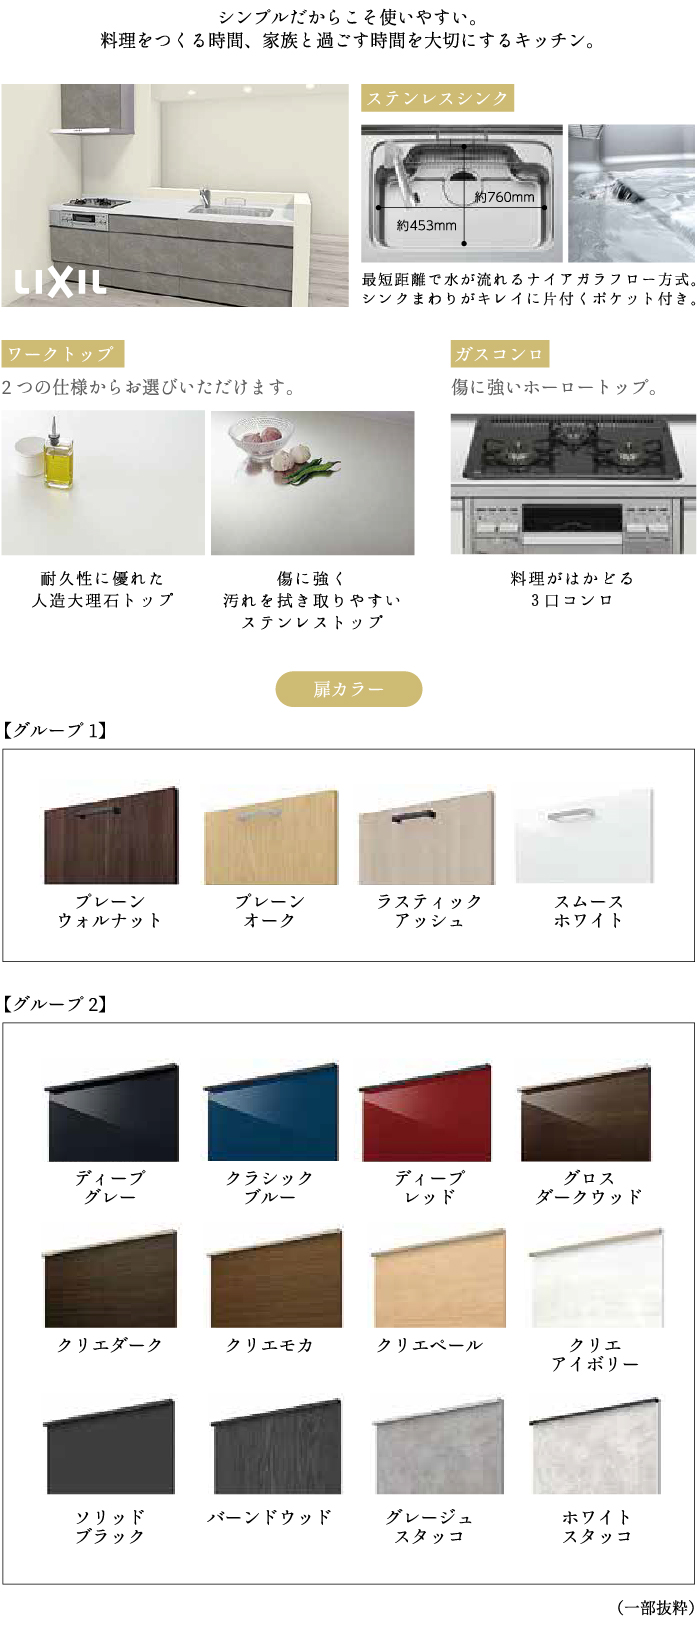 シンプルだからこそ使いやすい。
料理をつくる時間、家族と過ごす時間を大切にするキッチン。
LIXIL
ステンレスシンク
約760mm
約453mm
最短距離で水が流れるナイアガラフロー方式。
シンクまわりがキレイに片付くポケット付き。
ワークトップ
2つの仕様からお選びいただけます。
耐久性に優れた
人造大理石トップ
傷に強く
汚れを拭き取りやすい
ステンレストップ
ガスコンロ
傷に強いホーロートップ。
料理がはかどる
3口コンロ
扉カラー
【グループ1】
プレーン
ウォルナット
プレーン
オーク
ラスティック
アッシュ
スムース
ホワイト
【グループ2】
ディープ
グレー
クラシック
ブルー
ディープ
レッド
グロス
ダークウッド
クリエダーク
クリエモカ
クリエペール
クリエ
アイボリー
ソリッド
ブラック
バーンドウッド
グレージュ
スタッコ
ホワイト
スタッコ
（一部抜粋）